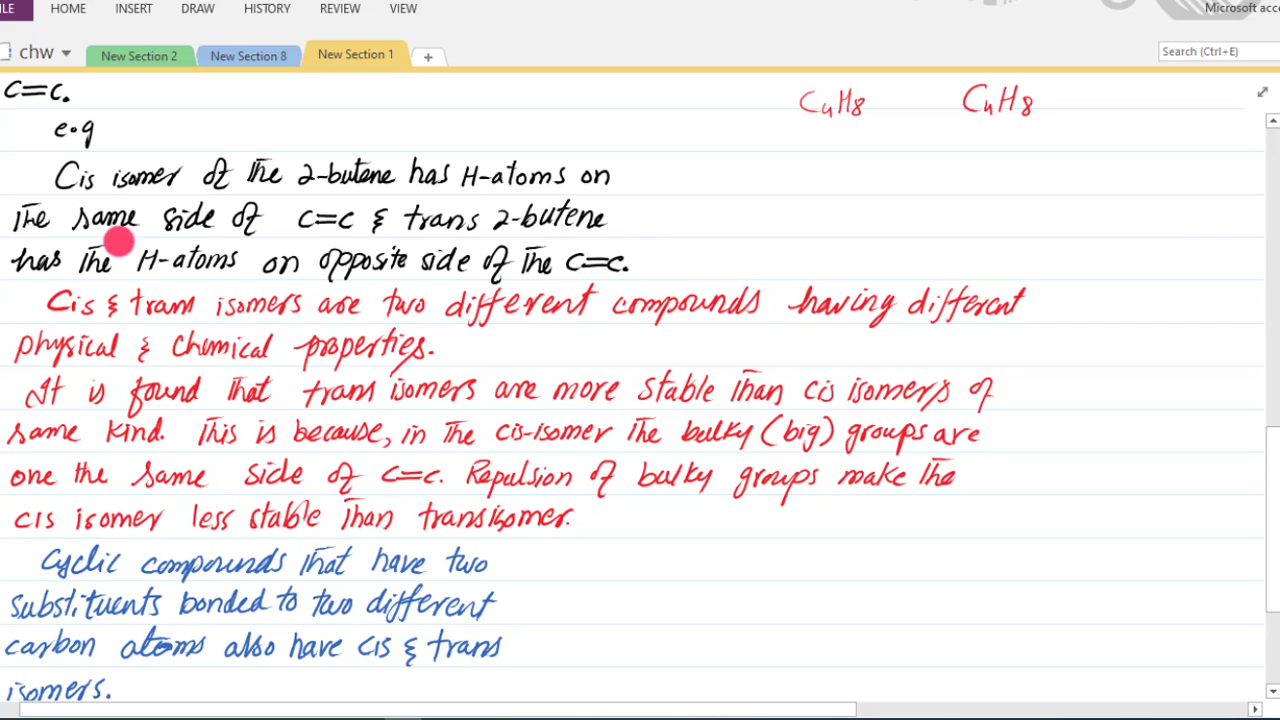 LE HOME INSERT DRAW HISTORY REVIEW VIEW Microsoft acc
chw New Section 2 New Section 8 New Section 1 + Search (Ctrl+E)
C=C.
C4H8 C4H8
e.g
Cis isomer of the 2-butene has H-atoms on
the same side of C=C & trans 2-butene
has the H-atoms on opposite side of the C=C.
Cis & tram isomers are two different compounds having different
physical & chemical properties.
It is found that trans isomers are more stable than cis isomers of
same kind. This is because, in the cis-isomer the bulky (big) groups are
one the same side of C=C. Repulsion of bulky groups make the
cis isomer less stable than transisomer.
Cyclic compounds that have two
substituents bonded to two different
carbon atoms also have cis & trans
isomers.